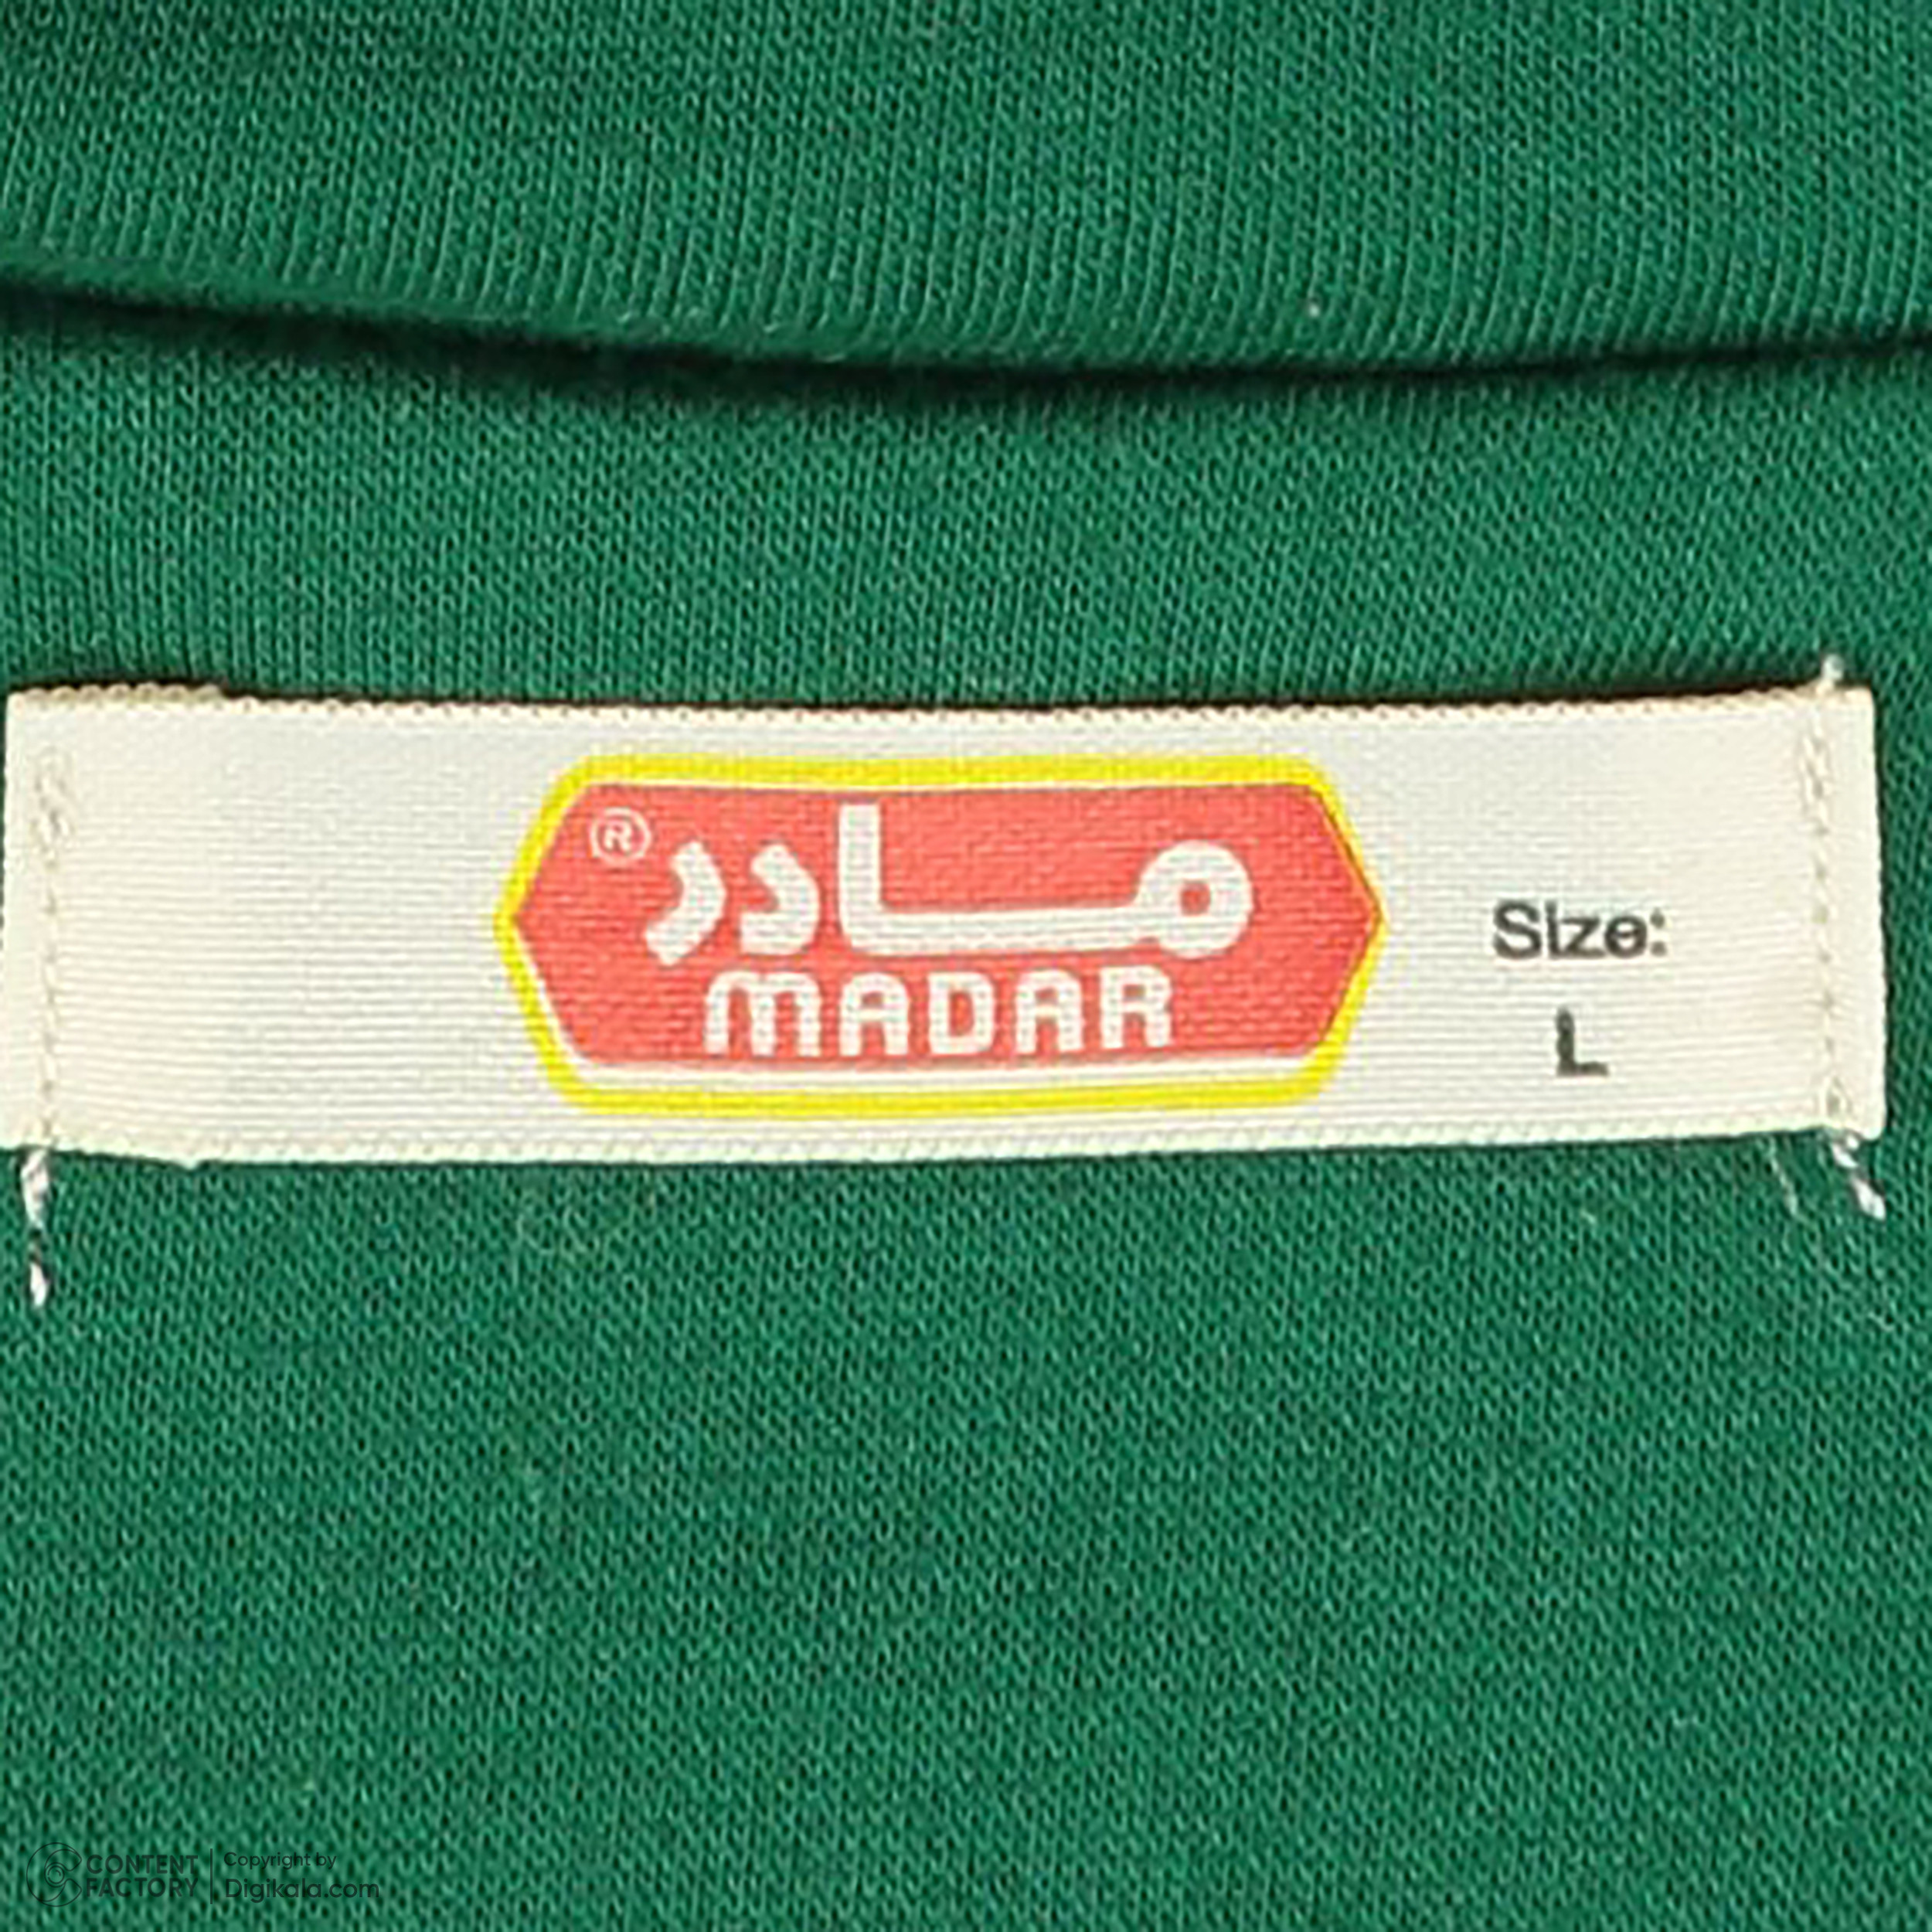 مادر ®
MADAR
Size:
L
CONTENT
FACTORY
Copyright by
Digikala.com